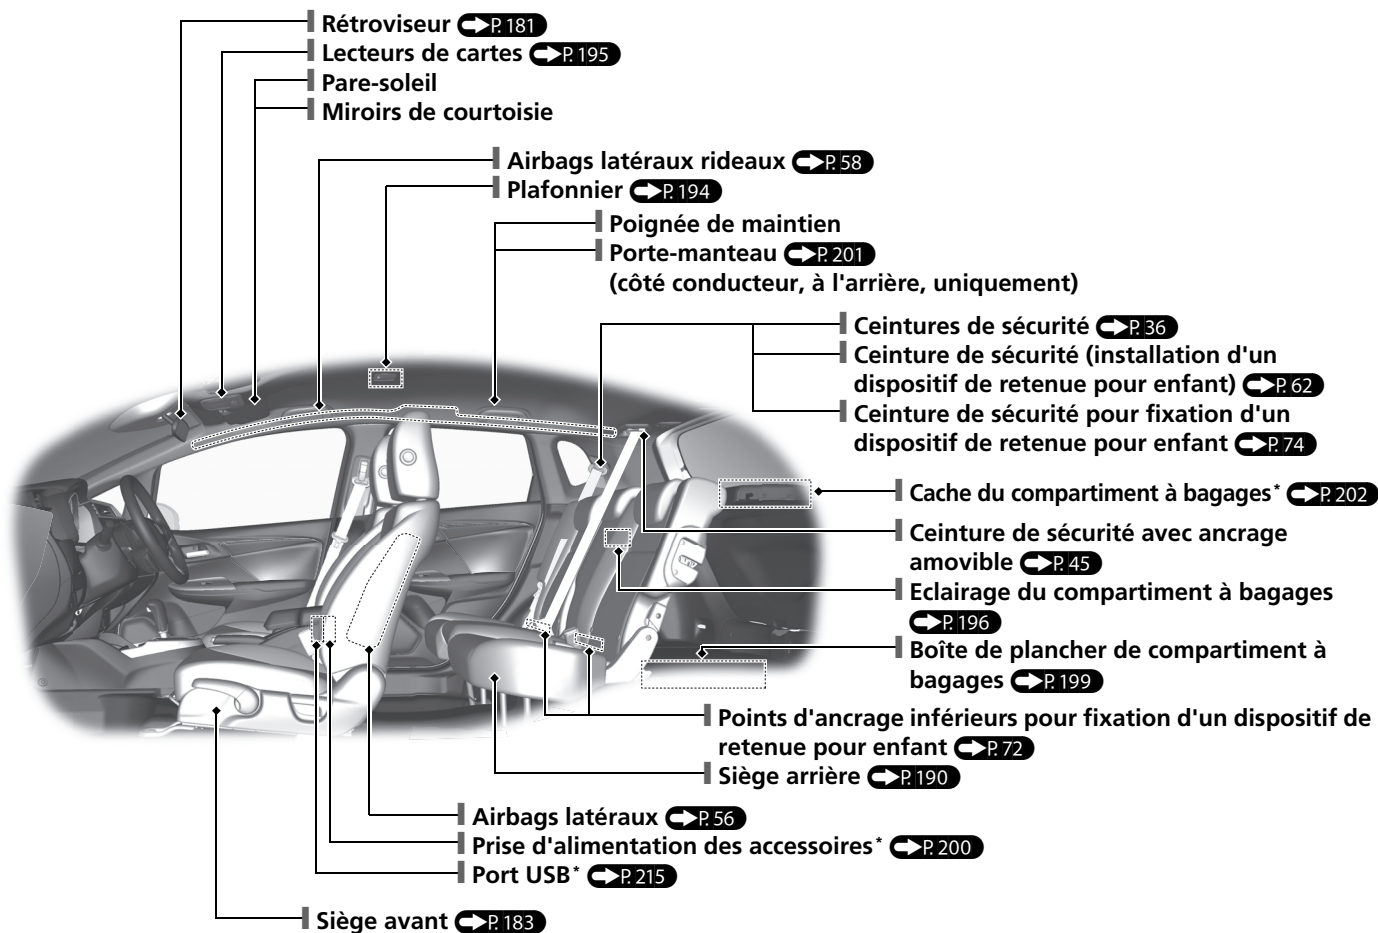 Rétroviseur P. 181
Lecteurs de cartes P. 195
Pare-soleil
Miroirs de courtoisie
Airbags latéraux rideaux P. 58
Plafonnier P. 194
Poignée de maintien
Porte-manteau P. 201
(côté conducteur, à l'arrière, uniquement)
Ceintures de sécurité P. 36
Ceinture de sécurité (installation d'un
dispositif de retenue pour enfant) P. 62
Ceinture de sécurité pour fixation d'un
dispositif de retenue pour enfant P. 74
Cache du compartiment à bagages* P. 202
Ceinture de sécurité avec ancrage
amovible P. 45
Eclairage du compartiment à bagages
P. 196
Boîte de plancher de compartiment à
bagages P. 199
Points d'ancrage inférieurs pour fixation d'un dispositif de
retenue pour enfant P. 72
Siège arrière P. 190
Airbags latéraux P. 56
Prise d'alimentation des accessoires* P. 200
Port USB* P. 215
Siège avant P. 183